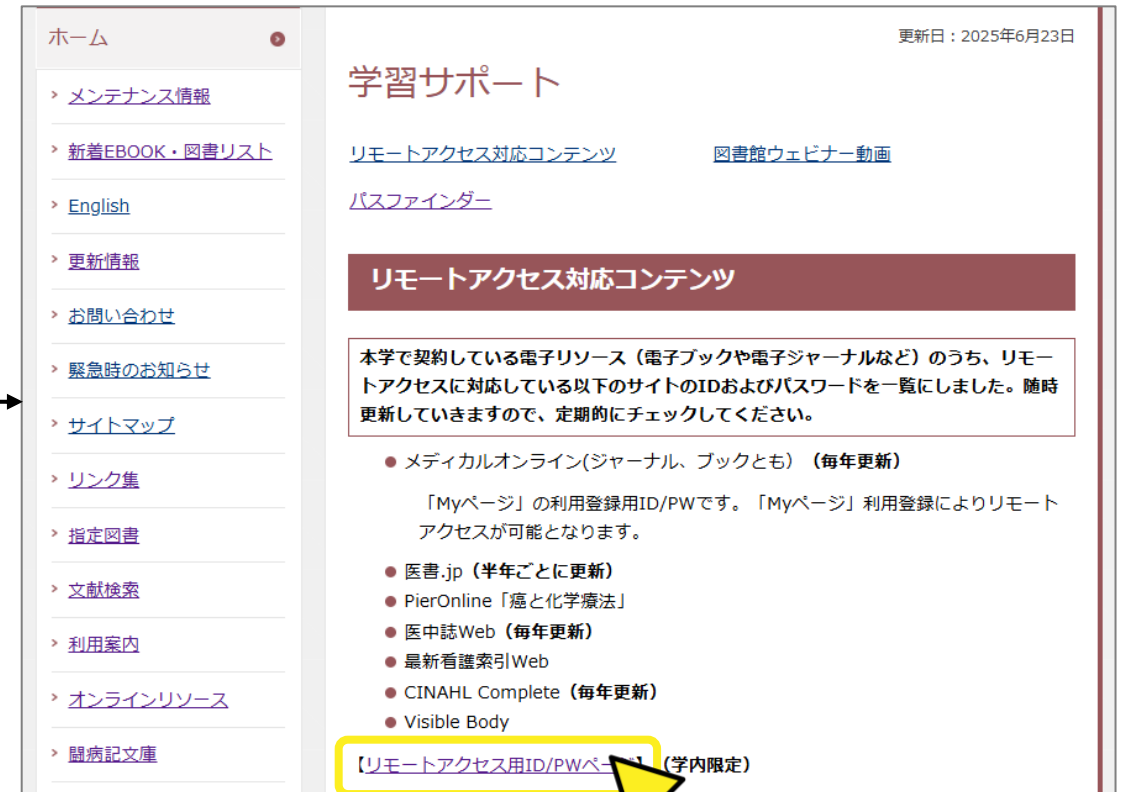 ホーム
メンテナンス情報
新着EBOOK・図書リスト
English
更新情報
お問い合わせ
緊急時のお知らせ
サイトマップ
リンク集
指定図書
文献検索
利用案内
オンラインリソース
闘病記文庫
更新日：2025年6月23日
学習サポート
リモートアクセス対応コンテンツ 図書館ウェビナー動画
パスファインダー
リモートアクセス対応コンテンツ
本学で契約している電子リソース（電子ブックや電子ジャーナルなど）のうち、リモー
トアクセスに対応している以下のサイトのIDおよびパスワードを一覧にしました。随時
更新していきますので、定期的にチェックしてください。
メディカルオンライン(ジャーナル、ブックとも）（毎年更新）
「Myページ」の利用登録用ID/PWです。「Myページ」利用登録によりリモート
アクセスが可能となります。
医書.jp（半年ごとに更新）
PierOnline「癌と化学療法」
医中誌Web（毎年更新）
最新看護索引Web
CINAHL Complete（毎年更新）
Visible Body
【リモートアクセス用ID/PWペ】（学内限定）